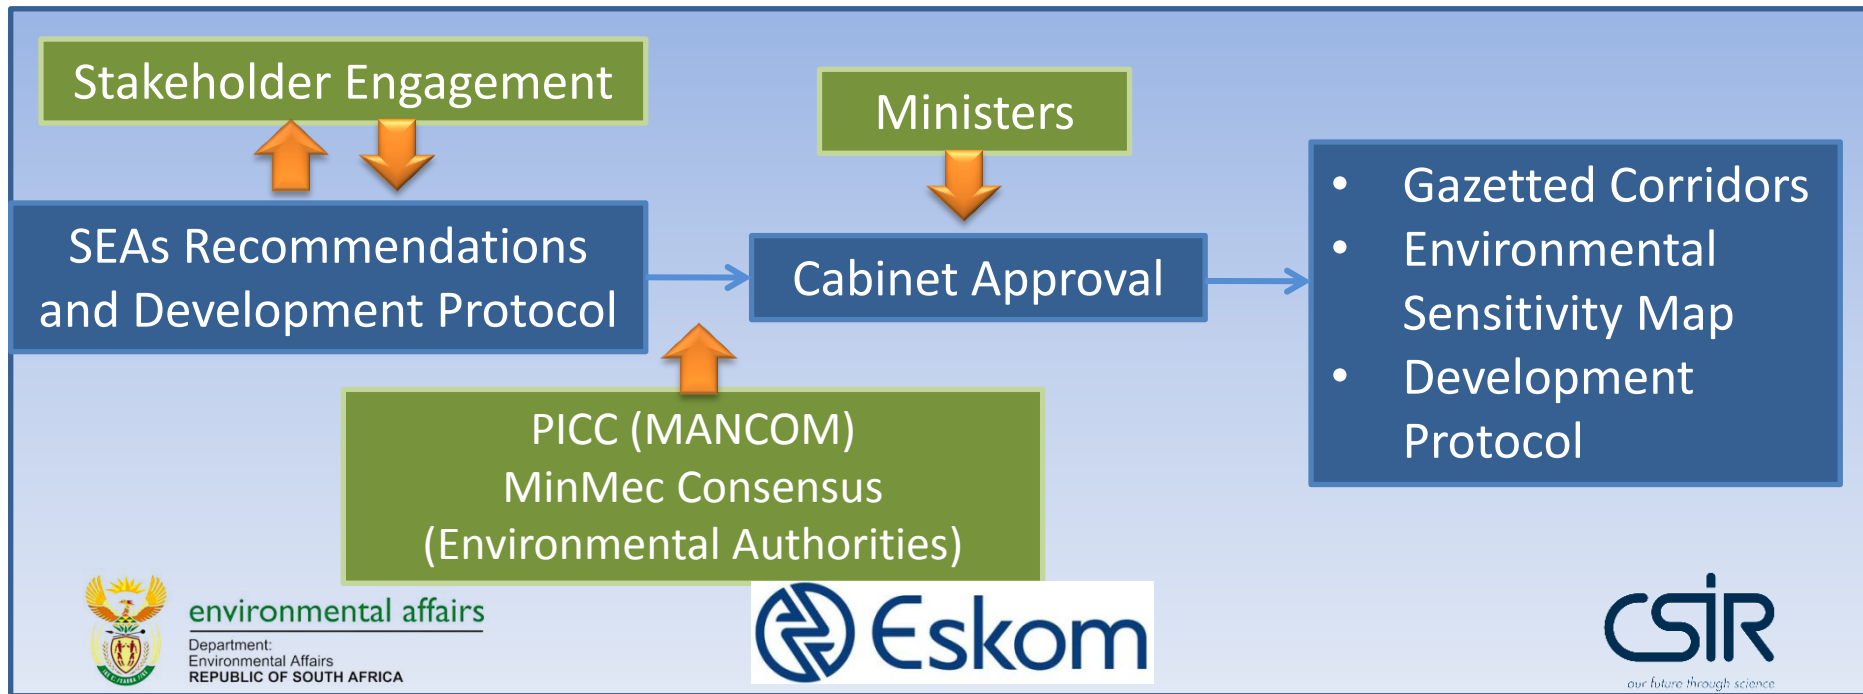 Stakeholder Engagement
Ministers
SEAs Recommendations
and Development Protocol
Cabinet Approval
• Gazetted Corridors
• Environmental
Sensitivity Map
• Development
Protocol
PICC (MANCOM)
MinMec Consensus
(Environmental Authorities)
environmental affairs
Department:
Environmental Affairs
REPUBLIC OF SOUTH AFRICA
Eskom
CSIR
our future through science